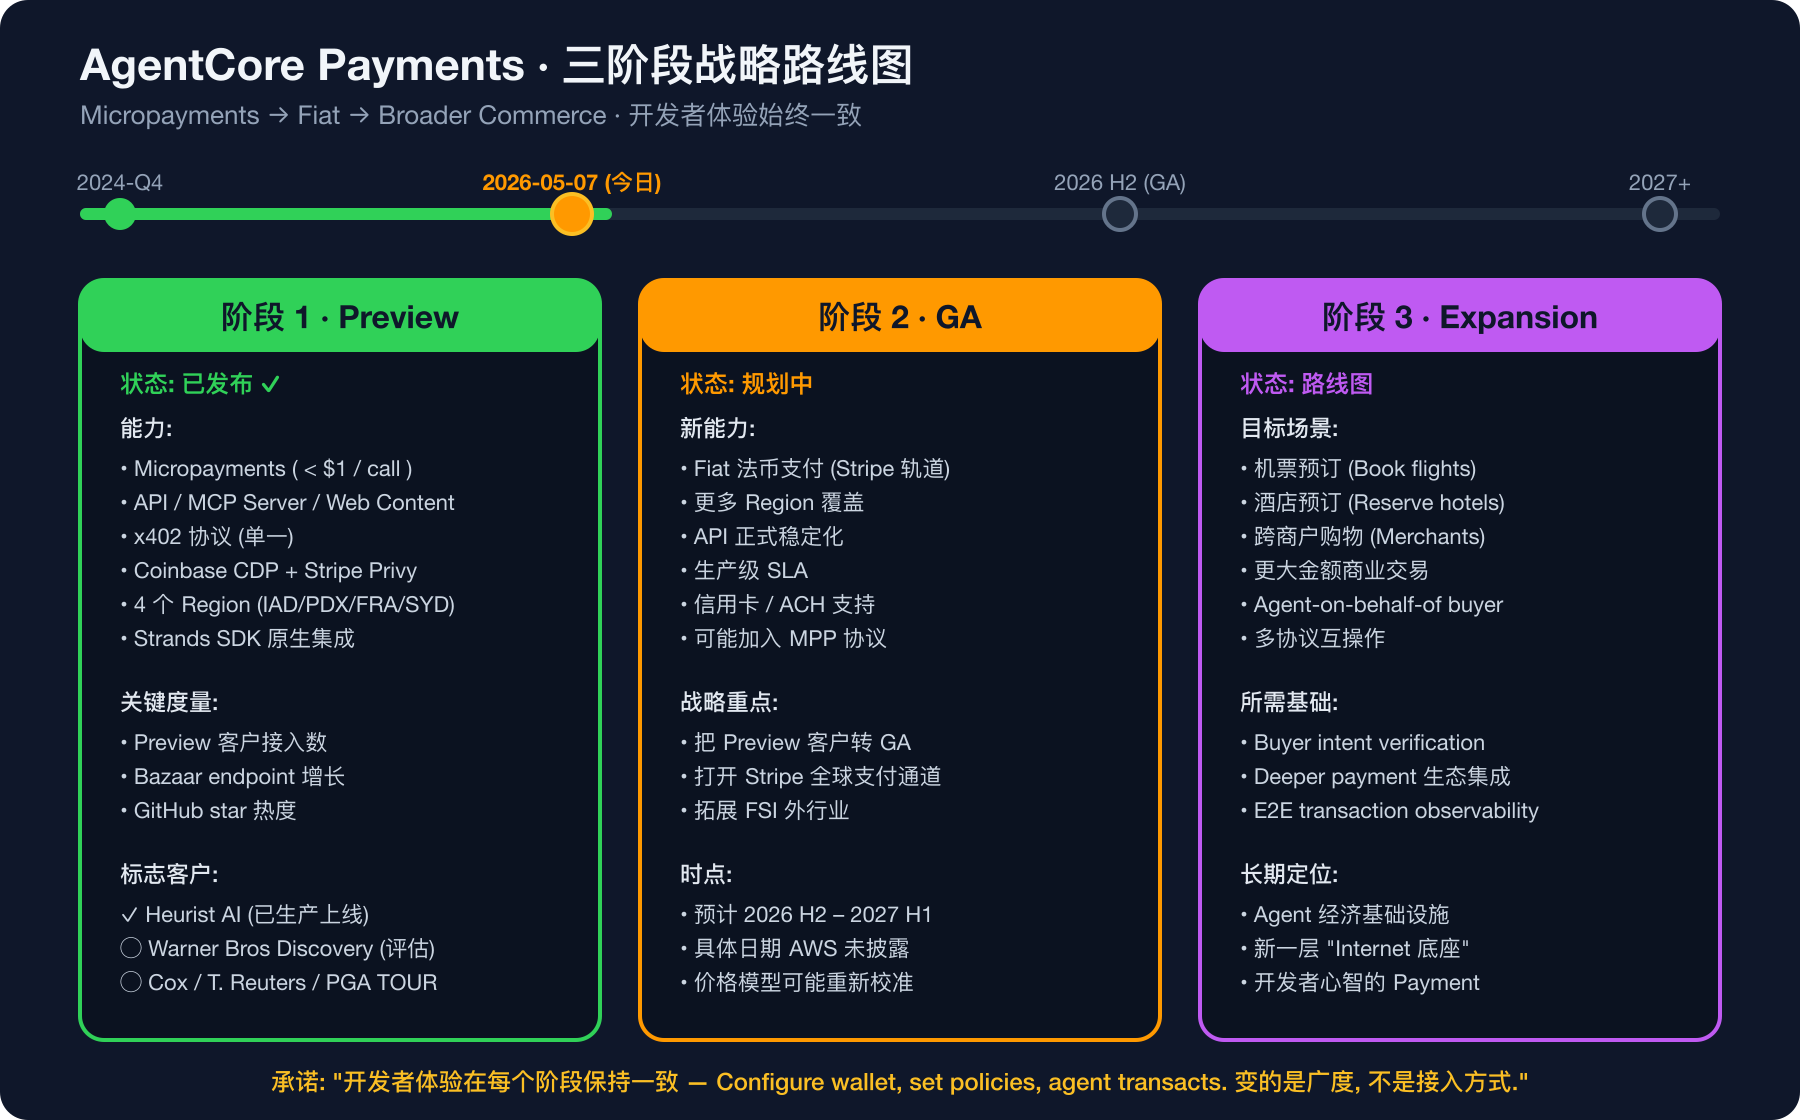 AgentCore Payments · 三阶段战略路线图
Micropayments → Fiat → Broader Commerce · 开发者体验始终一致
2024-Q4
2026-05-07 (今日)
2026 H2 (GA)
2027+
阶段 1 · Preview
状态: 已发布 ✓
能力:
• Micropayments ( < $1 / call )
• API / MCP Server / Web Content
• x402 协议 (单一)
• Coinbase CDP + Stripe Privy
• 4 个 Region (IAD/PDX/FRA/SYD)
• Strands SDK 原生集成
关键度量:
• Preview 客户接入数
• Bazaar endpoint 增长
• GitHub star 热度
标志客户:
✓ Heurist AI (已生产上线)
◯ Warner Bros Discovery (评估)
◯ Cox / T. Reuters / PGA TOUR
阶段 2 · GA
状态: 规划中
新能力:
• Fiat 法币支付 (Stripe 轨道)
• 更多 Region 覆盖
• API 正式稳定化
• 生产级 SLA
• 信用卡 / ACH 支持
• 可能加入 MPP 协议
战略重点:
• 把 Preview 客户转 GA
• 打开 Stripe 全球支付通道
• 拓展 FSI 外行业
时点:
• 预计 2026 H2 – 2027 H1
• 具体日期 AWS 未披露
• 价格模型可能重新校准
阶段 3 · Expansion
状态: 路线图
目标场景:
• 机票预订 (Book flights)
• 酒店预订 (Reserve hotels)
• 跨商户购物 (Merchants)
• 更大金额商业交易
• Agent-on-behalf-of buyer
• 多协议互操作
所需基础:
• Buyer intent verification
• Deeper payment 生态集成
• E2E transaction observability
长期定位:
• Agent 经济基础设施
• 新一层 "Internet 底座"
• 开发者心智的 Payment
承诺: "开发者体验在每个阶段保持一致 — Configure wallet, set policies, agent transacts. 变的是广度, 不是接入方式."